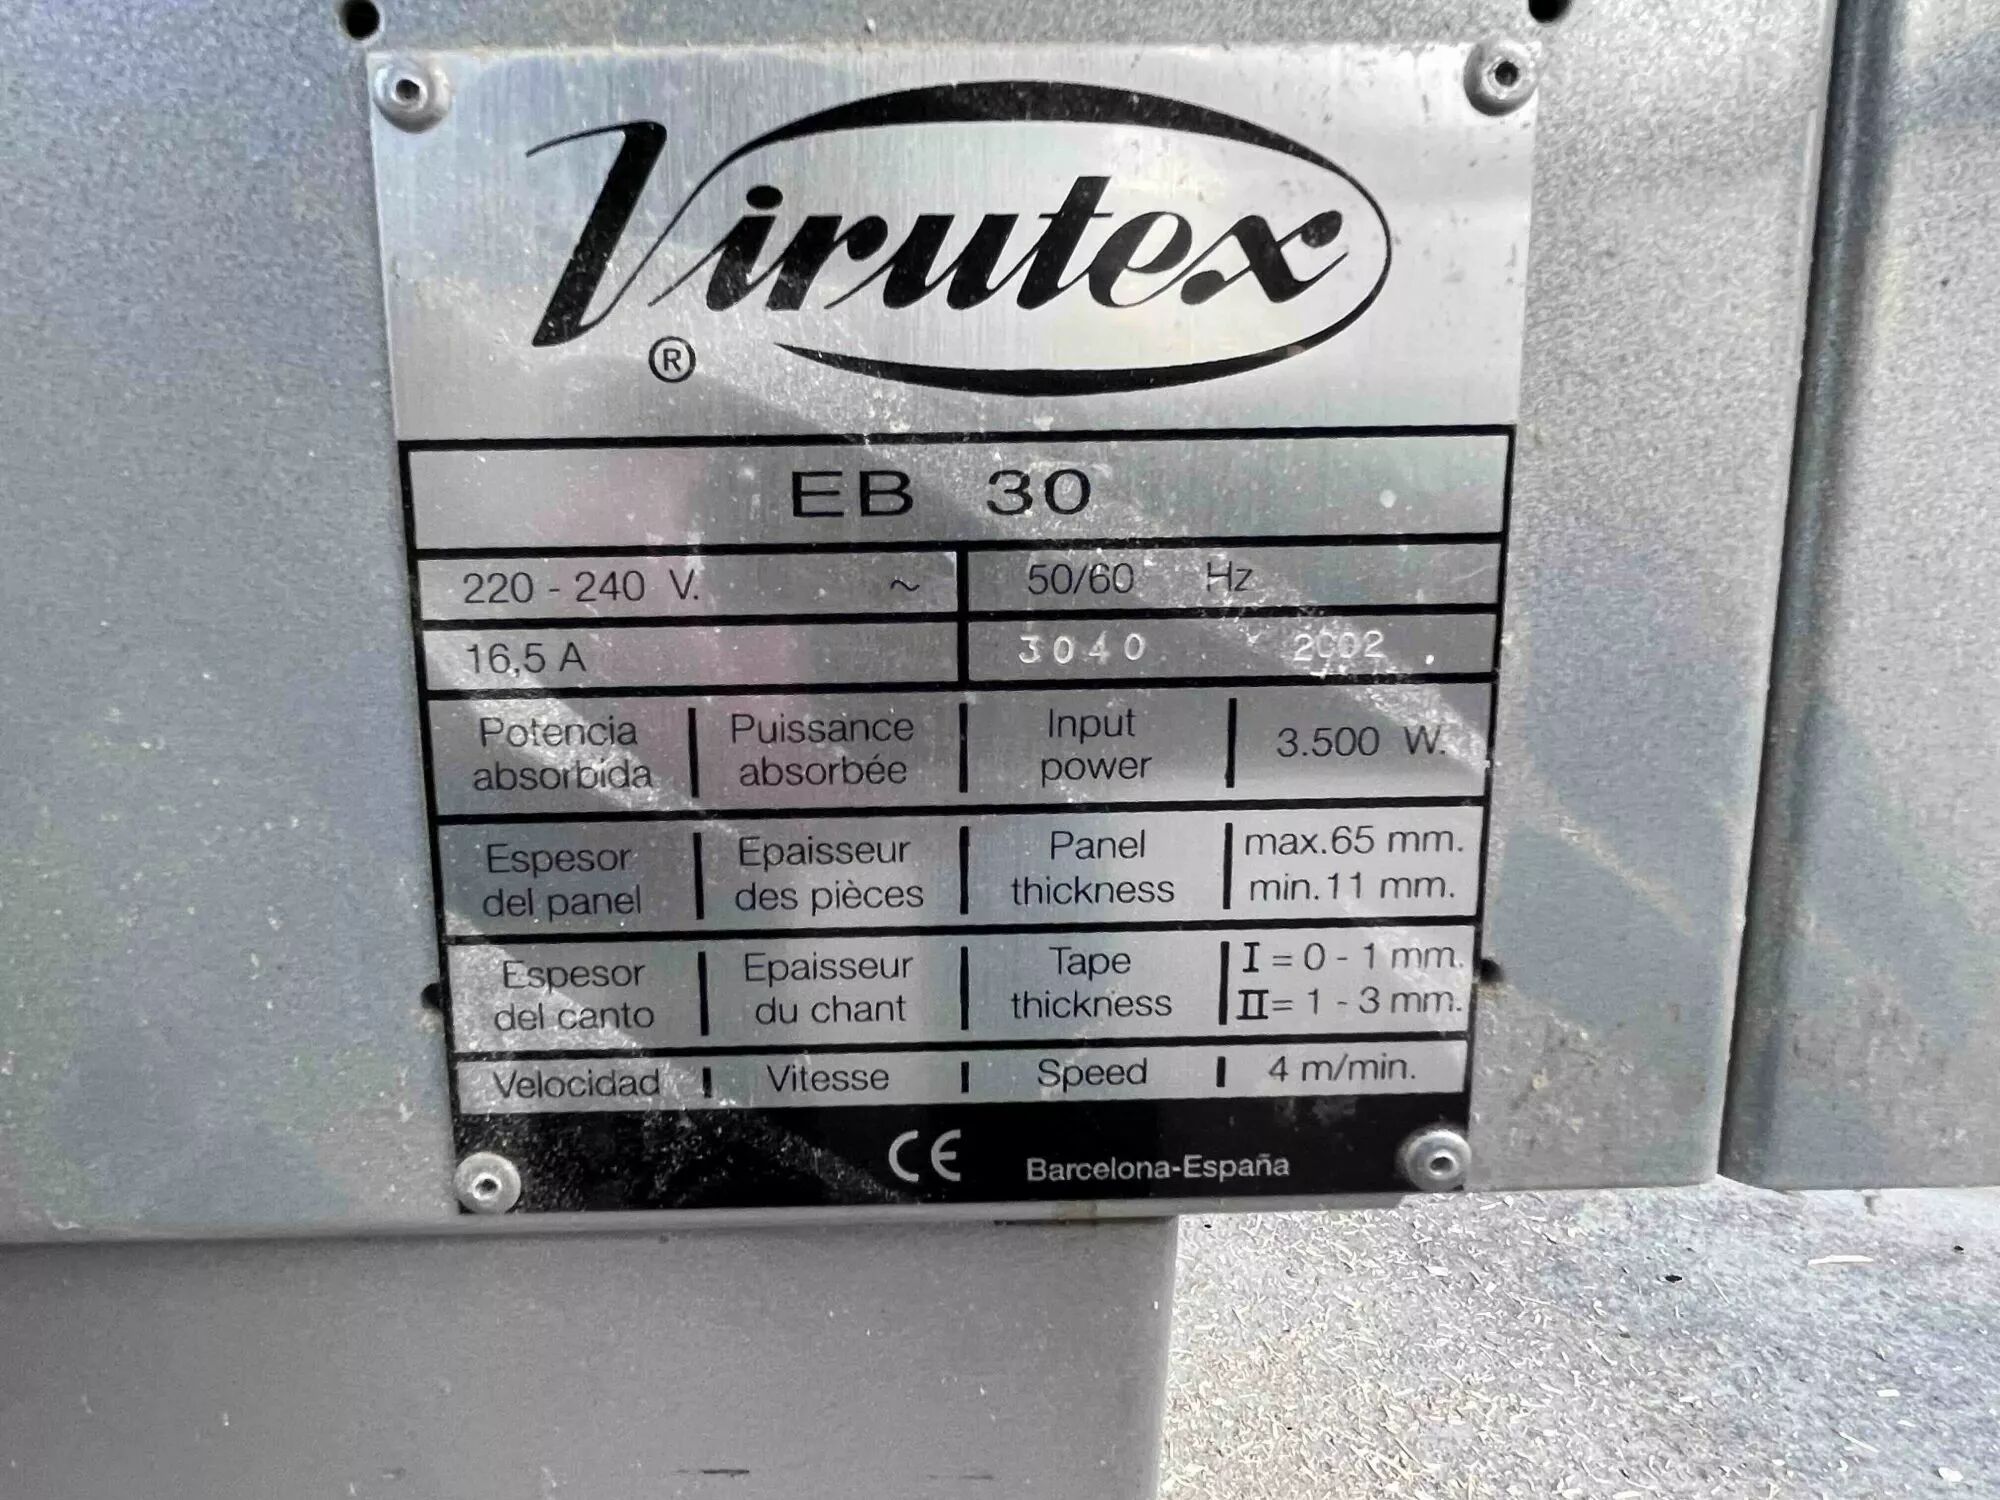 Virutex
®
EB 30
220 - 240 V. ~ 50/60 Hz
16,5 A 3040 2002
Potencia absorbida Puissance absorbée Input power 3.500 W.
Espesor del panel Epaisseur des pièces Panel thickness max.65 mm. min.11 mm.
Espesor del canto Epaisseur du chant Tape thickness I = 0 - 1 mm. II= 1 - 3 mm.
Velocidad Vitesse Speed 4 m/min.
CE Barcelona-España